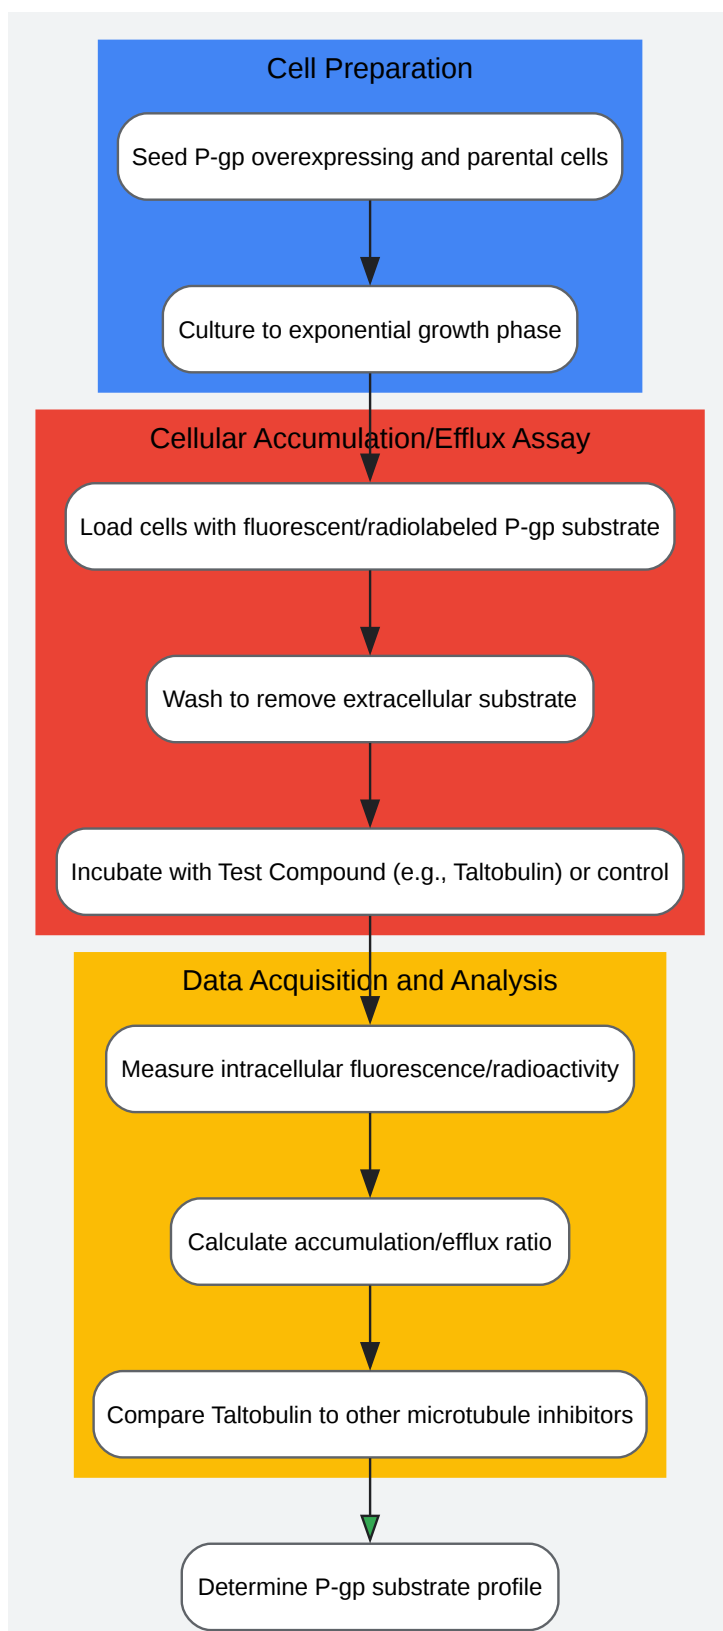 Cell Preparation
Seed P-gp overexpressing and parental cells
Culture to exponential growth phase
Cellular Accumulation/Efflux Assay
Load cells with fluorescent/radiolabeled P-gp substrate
Wash to remove extracellular substrate
Incubate with Test Compound (e.g., Taltobulin) or control
Data Acquisition and Analysis
Measure intracellular fluorescence/radioactivity
Calculate accumulation/efflux ratio
Compare Taltobulin to other microtubule inhibitors
Determine P-gp substrate profile